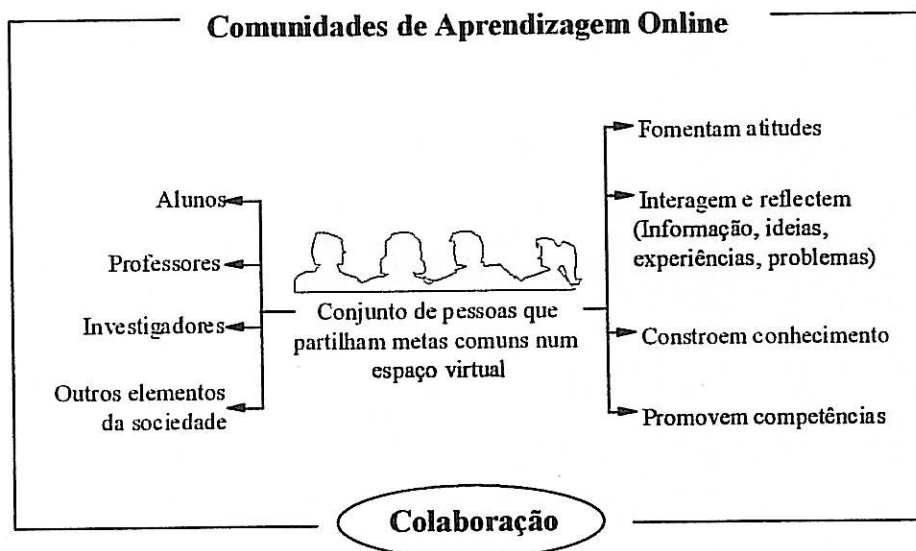 Comunidades de Aprendizagem Online
Alunos
Professores
Investigadores
Outros elementos
da sociedade
Conjunto de pessoas que
partilham metas comuns num
espaço virtual
Fomentam atitudes
Interagem e reflectem
(Informação, ideias,
experiências, problemas)
Constroem conhecimento
Promovem competências
Colaboração